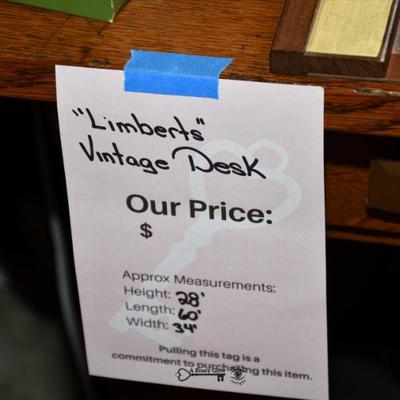 "Limberts"
Vintage Desk
Our Price:
$
Approx Measurements:
Height: 28'
Length: 60'
Width: 34'
Pulling this tag is a
commitment to purchasing this item.